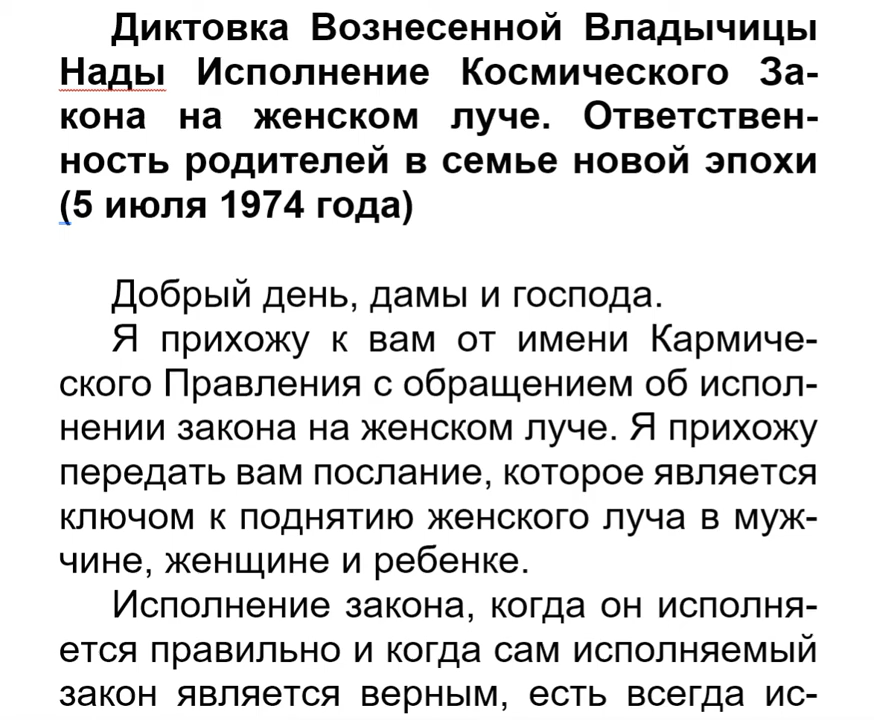 Диктовка Вознесенной Владычицы
Нады Исполнение Космического За-
кона на женском луче. Ответствен-
ность родителей в семье новой эпохи
(5 июля 1974 года)
Добрый день, дамы и господа.
Я прихожу к вам от имени Кармиче-
ского Правления с обращением об испол-
нении закона на женском луче. Я прихожу
передать вам послание, которое является
ключом к поднятию женского луча в муж-
чине, женщине и ребенке.
Исполнение закона, когда он исполня-
ется правильно и когда сам исполняемый
закон является верным, есть всегда ис-